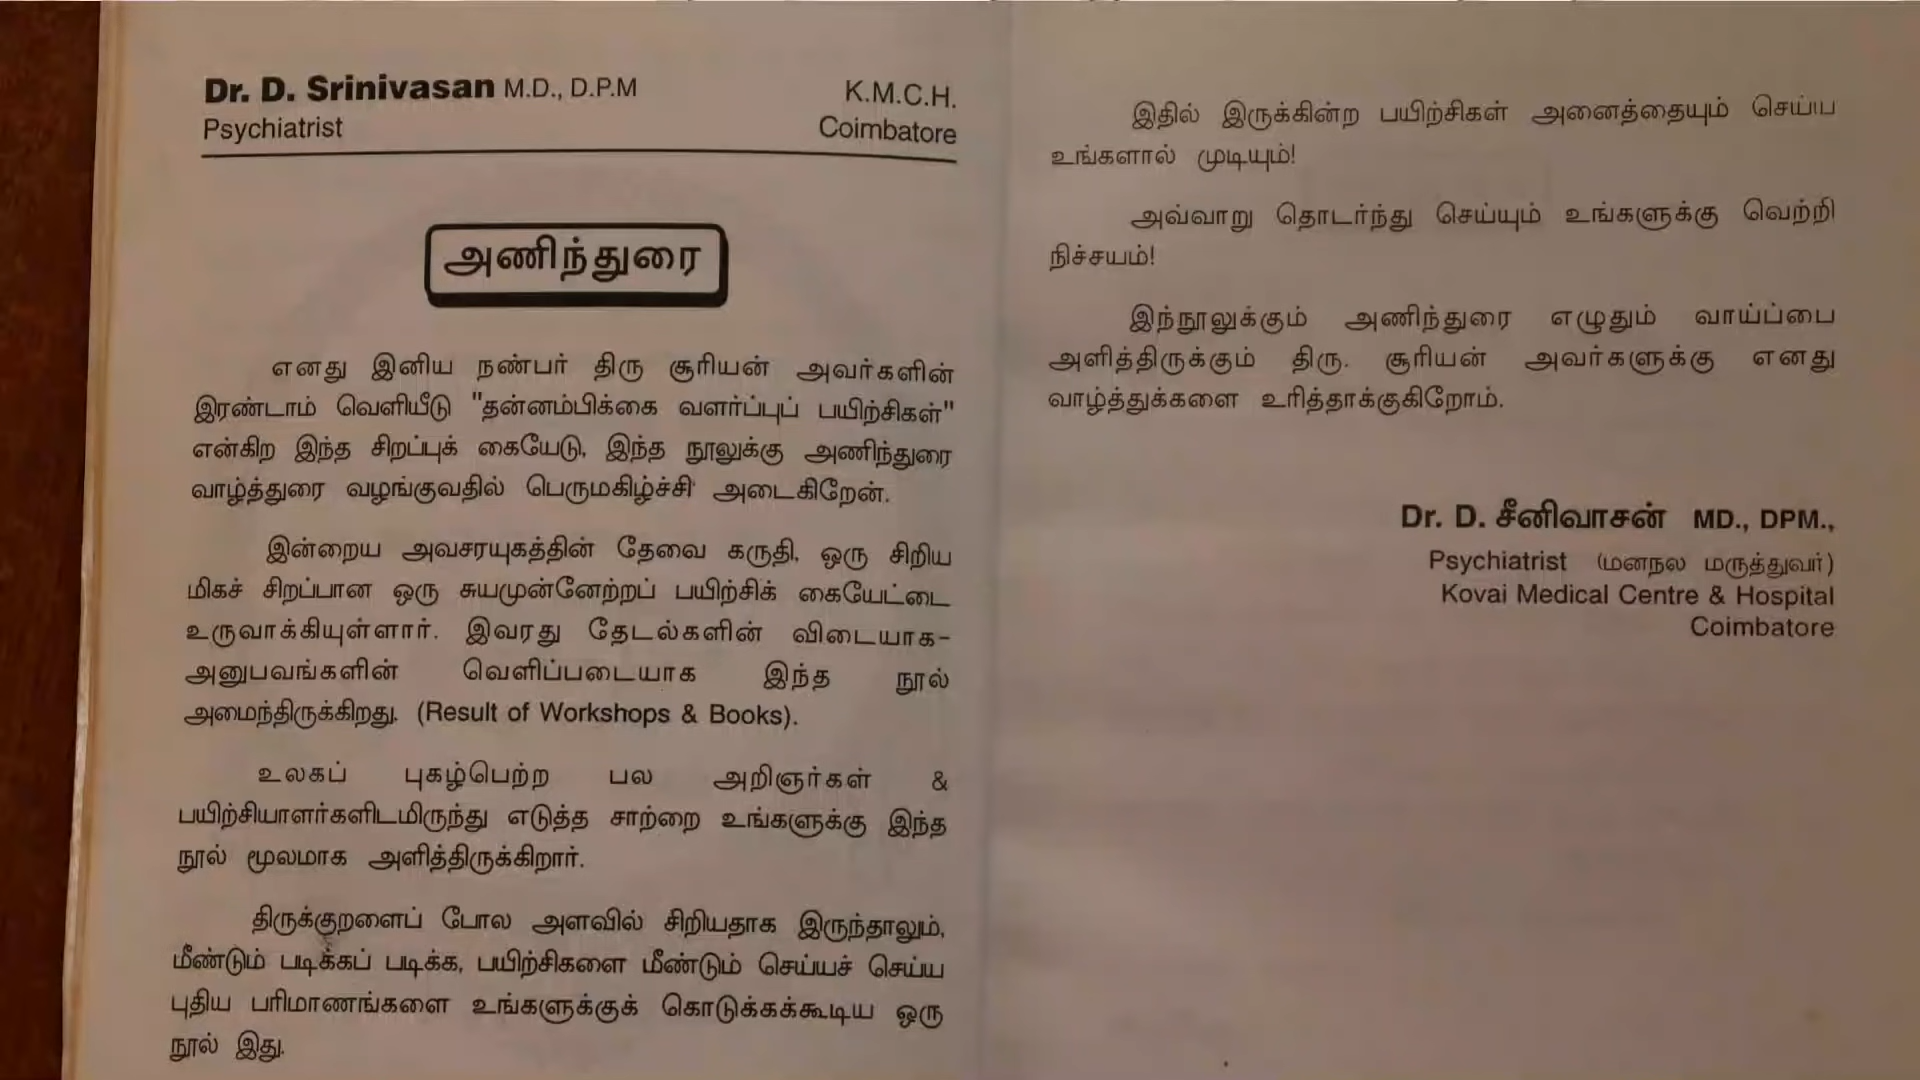 Dr. D. Srinivasan M.D., D.P.M
Psychiatrist
K.M.C.H.
Coimbatore
அணிந்துரை
எனது இனிய நண்பர் திரு சூரியன் அவர்களின்
இரண்டாம் வெளியீடு "தன்னம்பிக்கை வளர்ப்புப் பயிற்சிகள்"
என்கிற இந்த சிறப்புக் கையேடு, இந்த நூலுக்கு அணிந்துரை
வாழ்த்துரை வழங்குவதில் பெருமகிழ்ச்சி அடைகிறேன்.
இன்றைய அவசரயுகத்தின் தேவை கருதி, ஒரு சிறிய
மிகச் சிறப்பான ஒரு சுயமுன்னேற்றப் பயிற்சிக் கையேட்டை
உருவாக்கியுள்ளார். இவரது தேடல்களின் விடையாக-
அனுபவங்களின் வெளிப்படையாக இந்த நூல்
அமைந்திருக்கிறது. (Result of Workshops & Books).
உலகப் புகழ்பெற்ற பல அறிஞர்கள் &
பயிற்சியாளர்களிடமிருந்து எடுத்த சாற்றை உங்களுக்கு இந்த
நூல் மூலமாக அளித்திருக்கிறார்.
திருக்குறளைப் போல அளவில் சிறியதாக இருந்தாலும்,
மீண்டும் படிக்கப் படிக்க, பயிற்சிகளை மீண்டும் செய்யச் செய்ய
புதிய பரிமாணங்களை உங்களுக்குக் கொடுக்கக்கூடிய ஒரு
நூல் இது.
இதில் இருக்கின்ற பயிற்சிகள் அனைத்தையும் செய்ய
உங்களால் முடியும்!
அவ்வாறு தொடர்ந்து செய்யும் உங்களுக்கு வெற்றி
நிச்சயம்!
இந்நூலுக்கும் அணிந்துரை எழுதும் வாய்ப்பை
அளித்திருக்கும் திரு. சூரியன் அவர்களுக்கு எனது
வாழ்த்துக்களை உரித்தாக்குகிறோம்.
Dr. D. சீனிவாசன் MD., DPM.,
Psychiatrist (மனநல மருத்துவர்)
Kovai Medical Centre & Hospital
Coimbatore